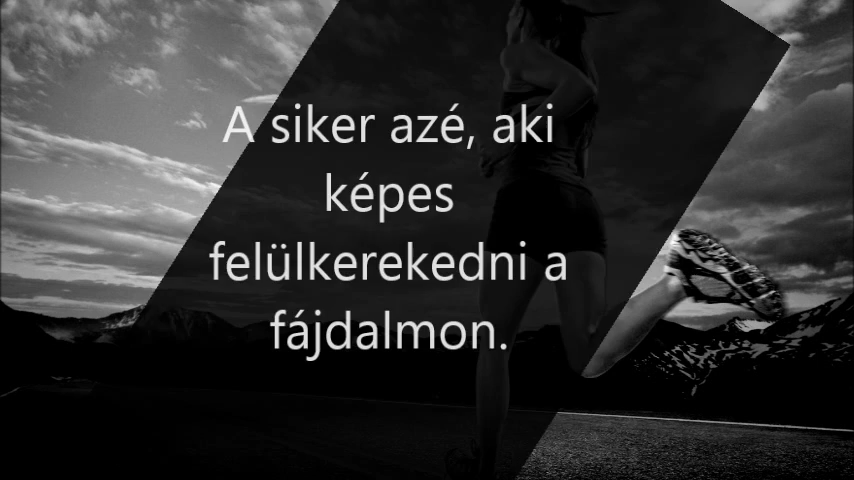 A siker azé, aki
képes
felülkerekedni a
fájdalmon.